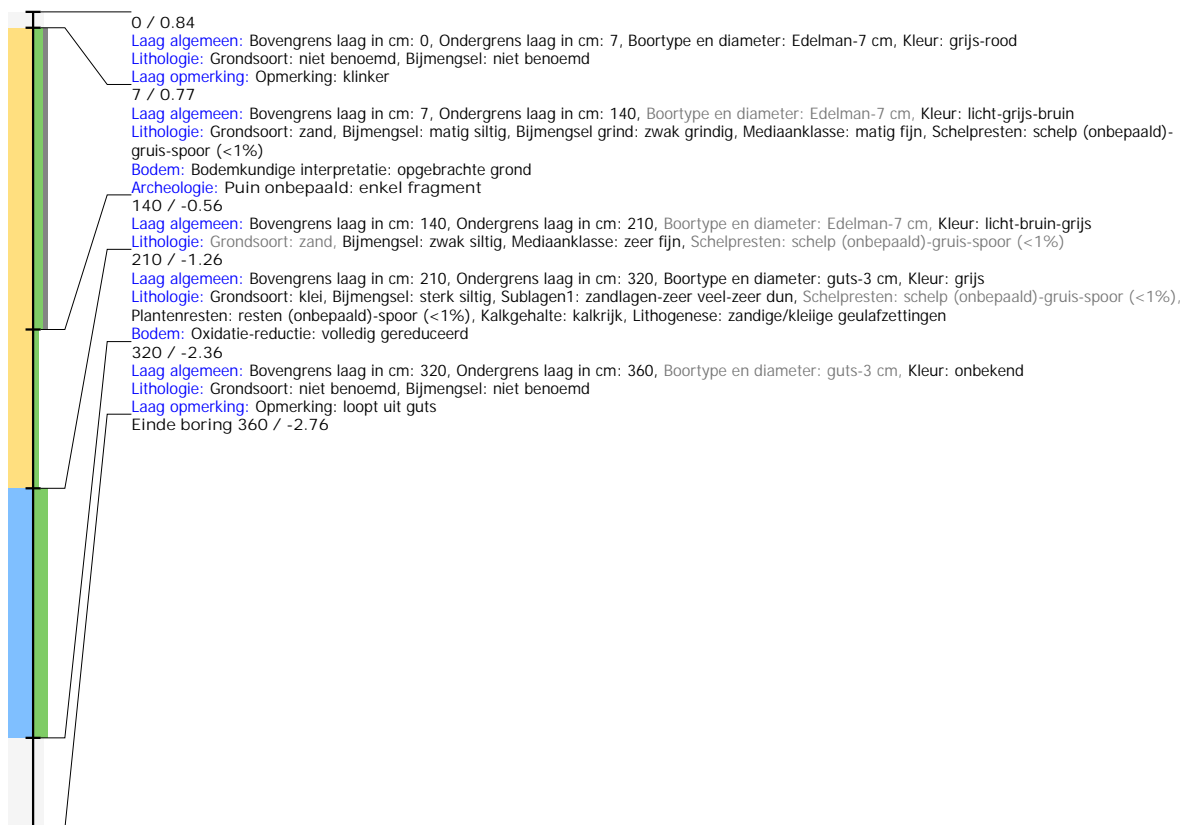 0 / 0.84
Laag algemeen: Bovengrens laag in cm: 0, Ondergrens laag in cm: 7, Boortype en diameter: Edelman-7 cm, Kleur: grijs-rood
Lithologie: Grondsoort: niet benoemd, Bijmengsel: niet benoemd
Laag opmerking: Opmerking: klinker
7 / 0.77
Laag algemeen: Bovengrens laag in cm: 7, Ondergrens laag in cm: 140, Boortype en diameter: Edelman-7 cm, Kleur: licht-grijs-bruin
Lithologie: Grondsoort: zand, Bijmengsel: matig siltig, Bijmengsel grind: zwak grindig, Mediaanklasse: matig fijn, Schelpresten: schelp (onbepaald)-
gruis-spoor (<1%)
Bodem: Bodemkundige interpretatie: opgebrachte grond
Archeologie: Puin onbepaald: enkel fragment
140 / -0.56
Laag algemeen: Bovengrens laag in cm: 140, Ondergrens laag in cm: 210, Boortype en diameter: Edelman-7 cm, Kleur: licht-bruin-grijs
Lithologie: Grondsoort: zand, Bijmengsel: zwak siltig, Mediaanklasse: zeer fijn, Schelpresten: schelp (onbepaald)-gruis-spoor (<1%)
210 / -1.26
Laag algemeen: Bovengrens laag in cm: 210, Ondergrens laag in cm: 320, Boortype en diameter: guts-3 cm, Kleur: grijs
Lithologie: Grondsoort: klei, Bijmengsel: sterk siltig, Sublagen1: zandlagen-zeer veel-zeer dun, Schelpresten: schelp (onbepaald)-gruis-spoor (<1%),
Plantenresten: resten (onbepaald)-spoor (<1%), Kalkgehalte: kalkrijk, Lithogenese: zandige/kleiige geulafzettingen
Bodem: Oxidatie-reductie: volledig gereduceerd
320 / -2.36
Laag algemeen: Bovengrens laag in cm: 320, Ondergrens laag in cm: 360, Boortype en diameter: guts-3 cm, Kleur: onbekend
Lithologie: Grondsoort: niet benoemd, Bijmengsel: niet benoemd
Laag opmerking: Opmerking: loopt uit guts
Einde boring 360 / -2.76